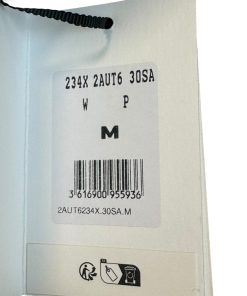 234X 2AUT6 30SA
W P
M
3 616900 955936
2AUT6234X.30SA.M